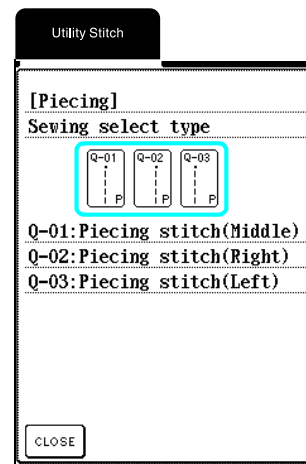 Utility Stitch
[Piecing]
Sewing select type
Q-01 Q-02 Q-03
P P P
Q-01:Piecing stitch(Middle)
Q-02:Piecing stitch(Right)
Q-03:Piecing stitch(Left)
CLOSE